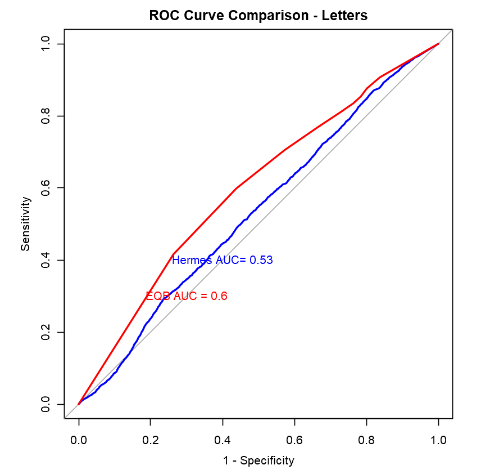 ROC Curve Comparison - Letters
1.0
0.8
0.6
0.4
0.2
0.0
Sensitivity
Hermes AUC= 0.53
EOB AUC = 0.6
0.0 0.2 0.4 0.6 0.8 1.0
1 - Specificity